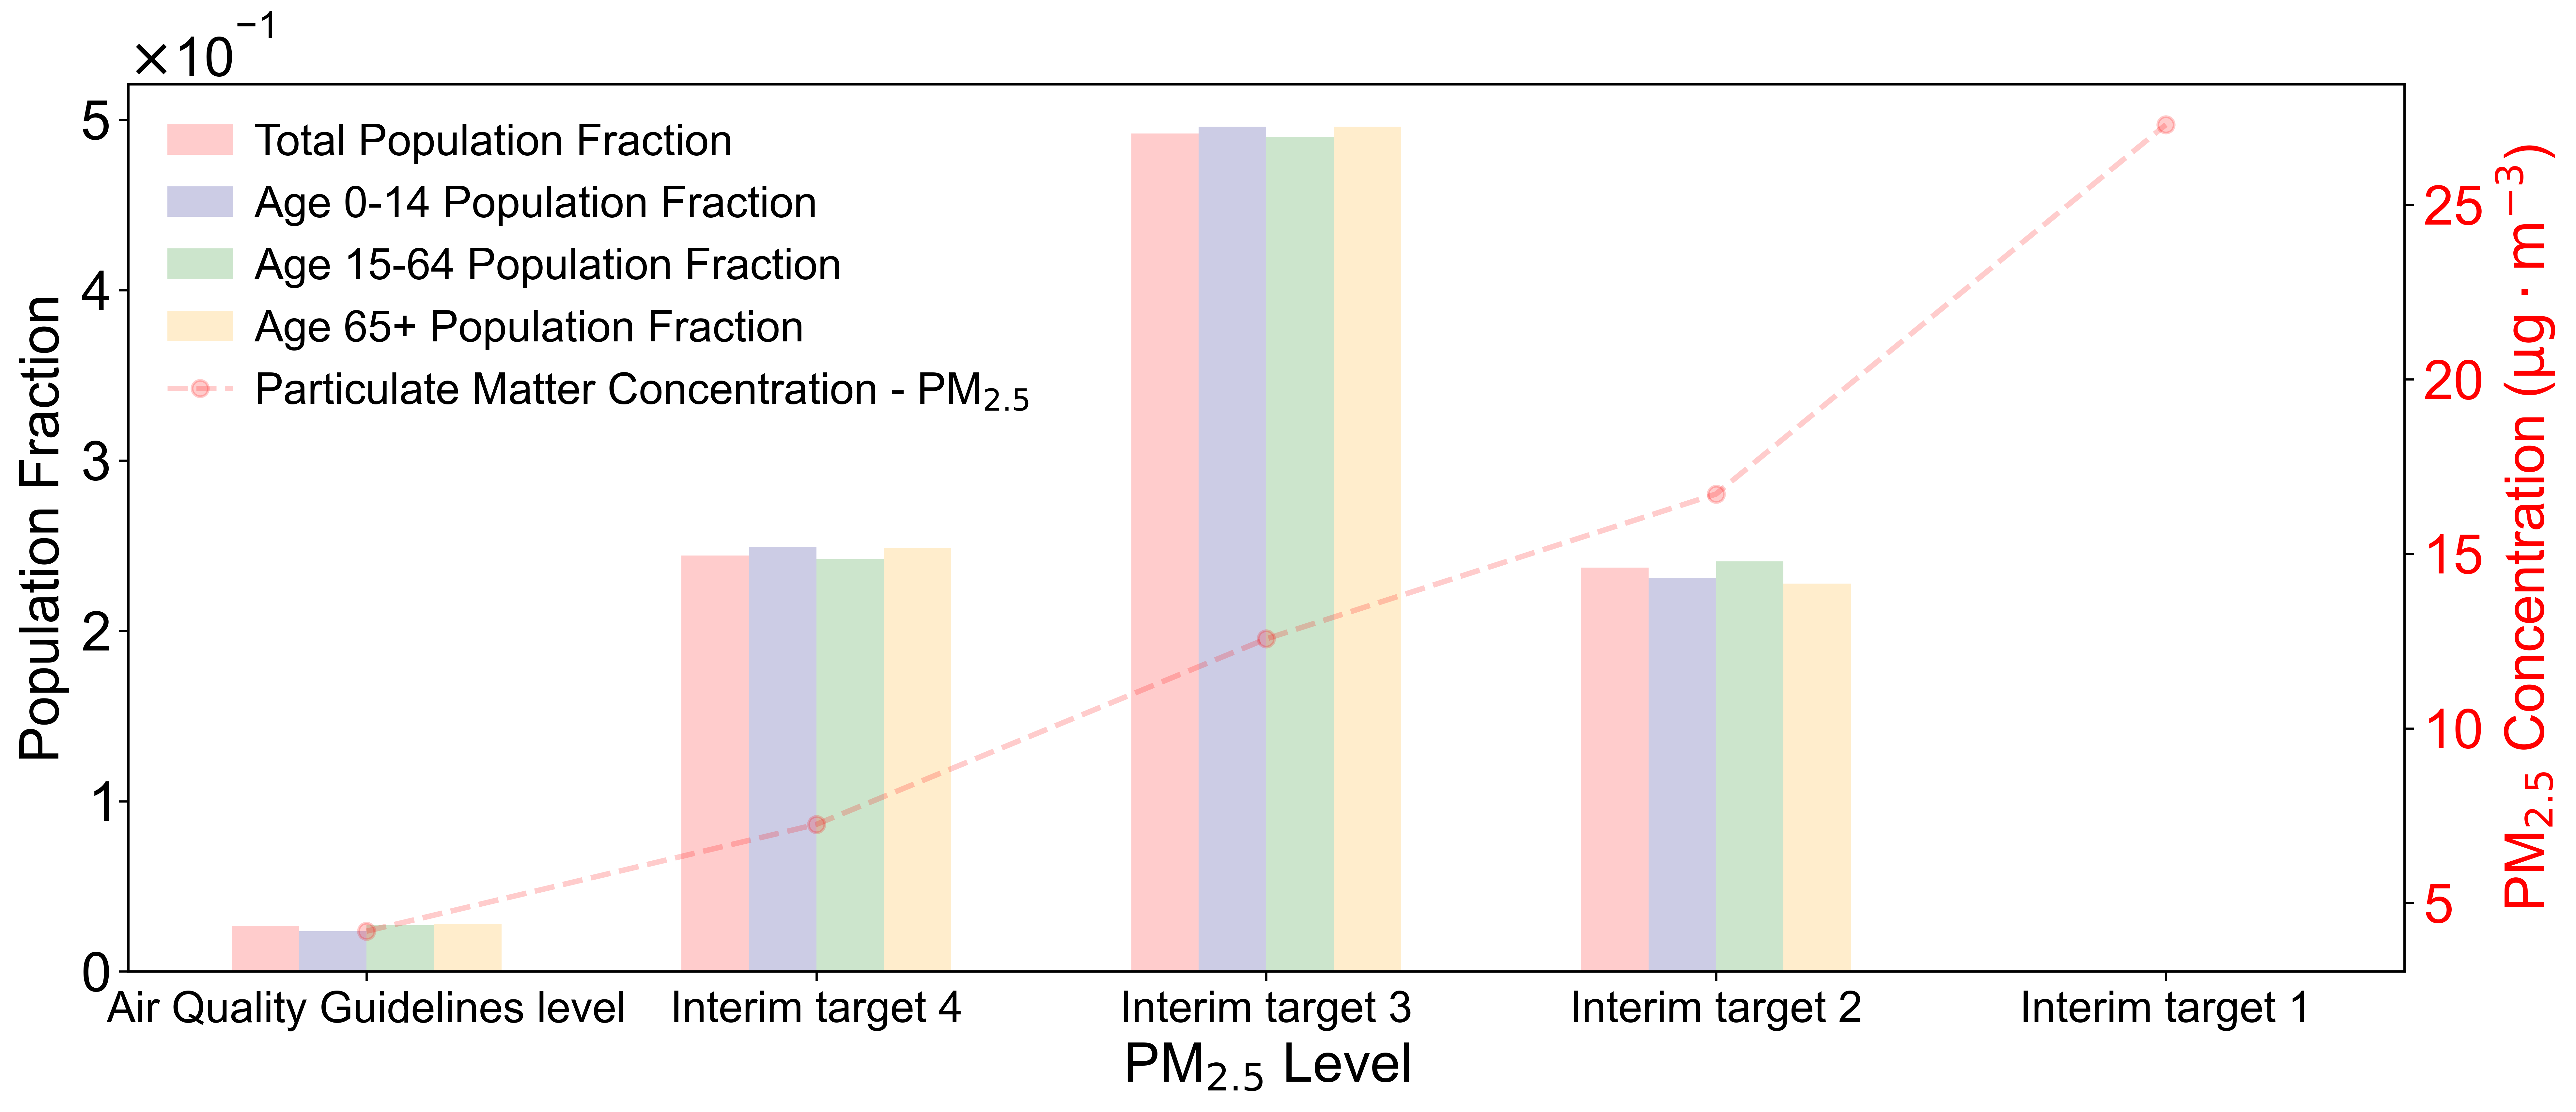 ×10⁻¹
5
4
3
2
1
0
Population Fraction
Total Population Fraction
Age 0-14 Population Fraction
Age 15-64 Population Fraction
Age 65+ Population Fraction
Particulate Matter Concentration - PM₂.₅
25
20
15
10
5
PM₂.₅ Concentration (μg · m⁻³)
Air Quality Guidelines level
Interim target 4
Interim target 3
Interim target 2
Interim target 1
PM₂.₅ Level